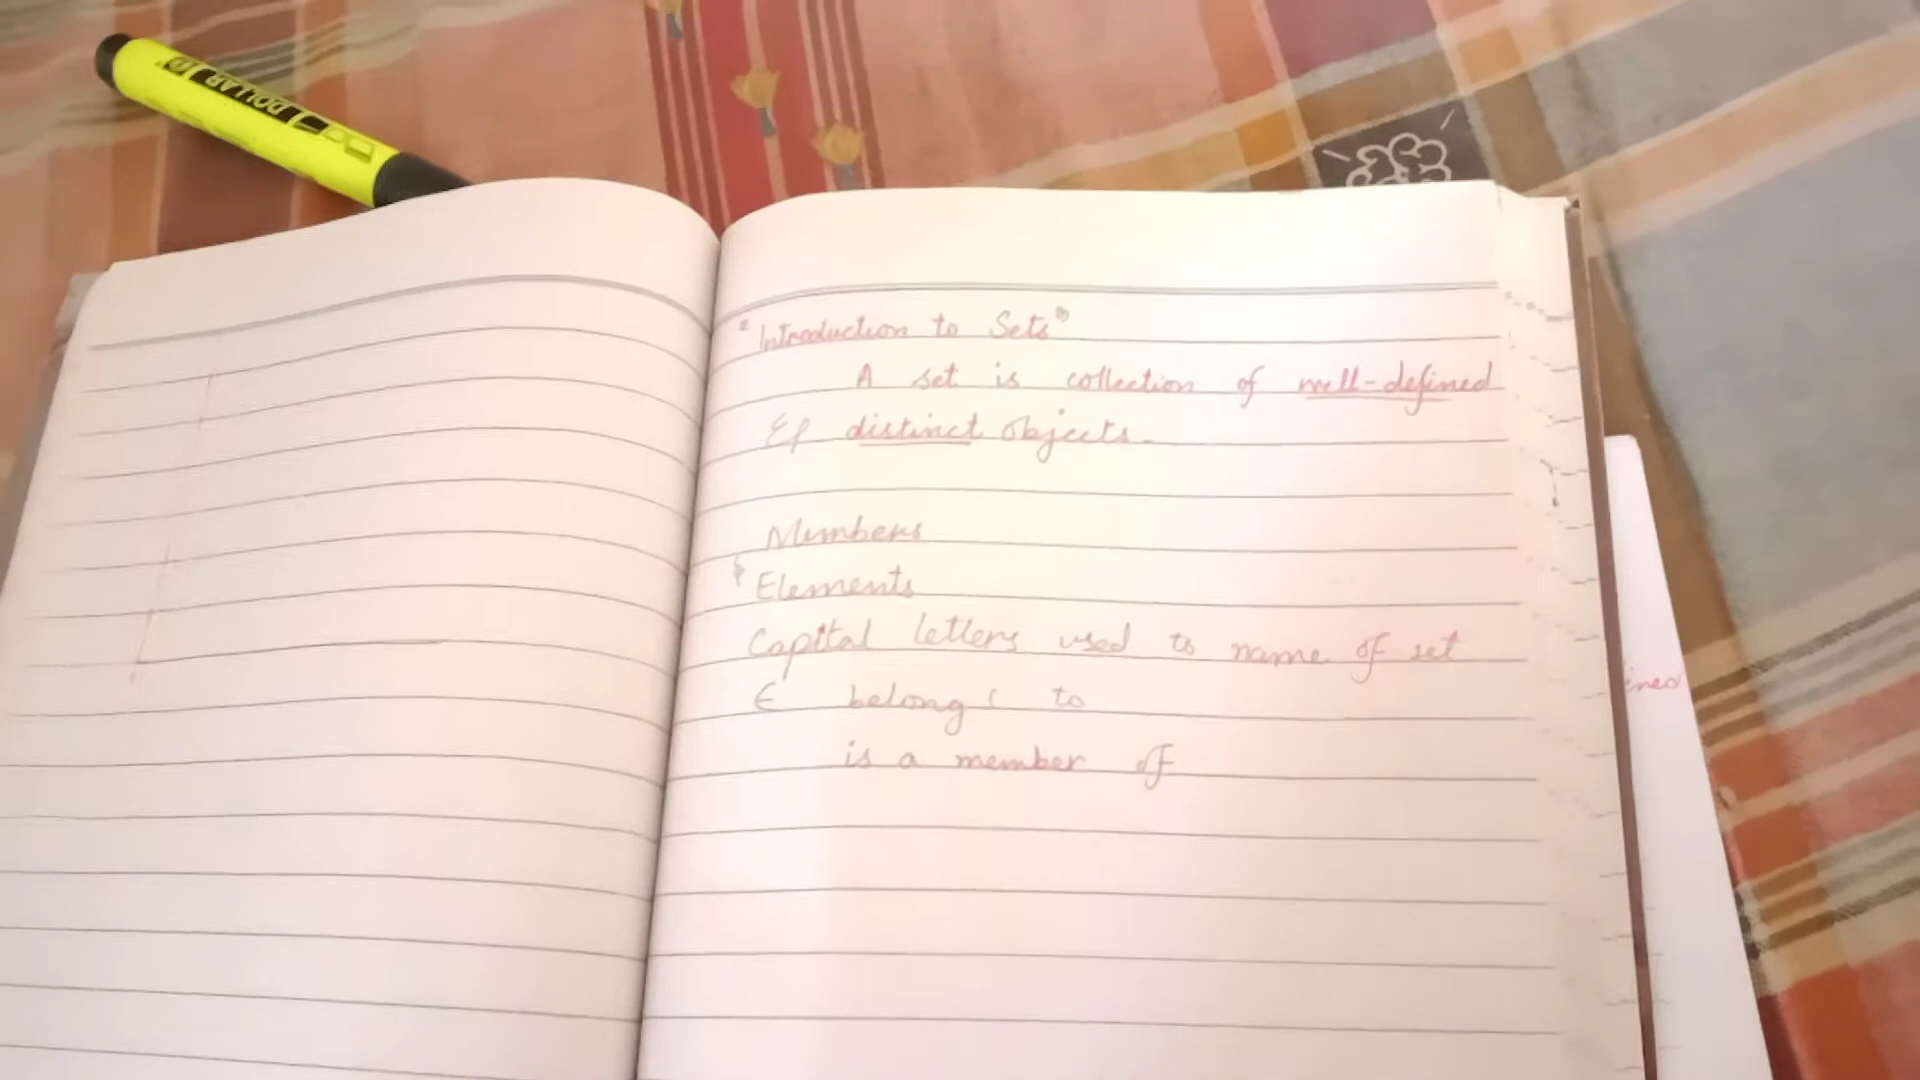 DOLLAR
"Introduction to Sets"
A set is collection of well-defined
& distinct objects.
Members
Elements
Capital letters used to name of set
∈ belongs to
is a member of
ined